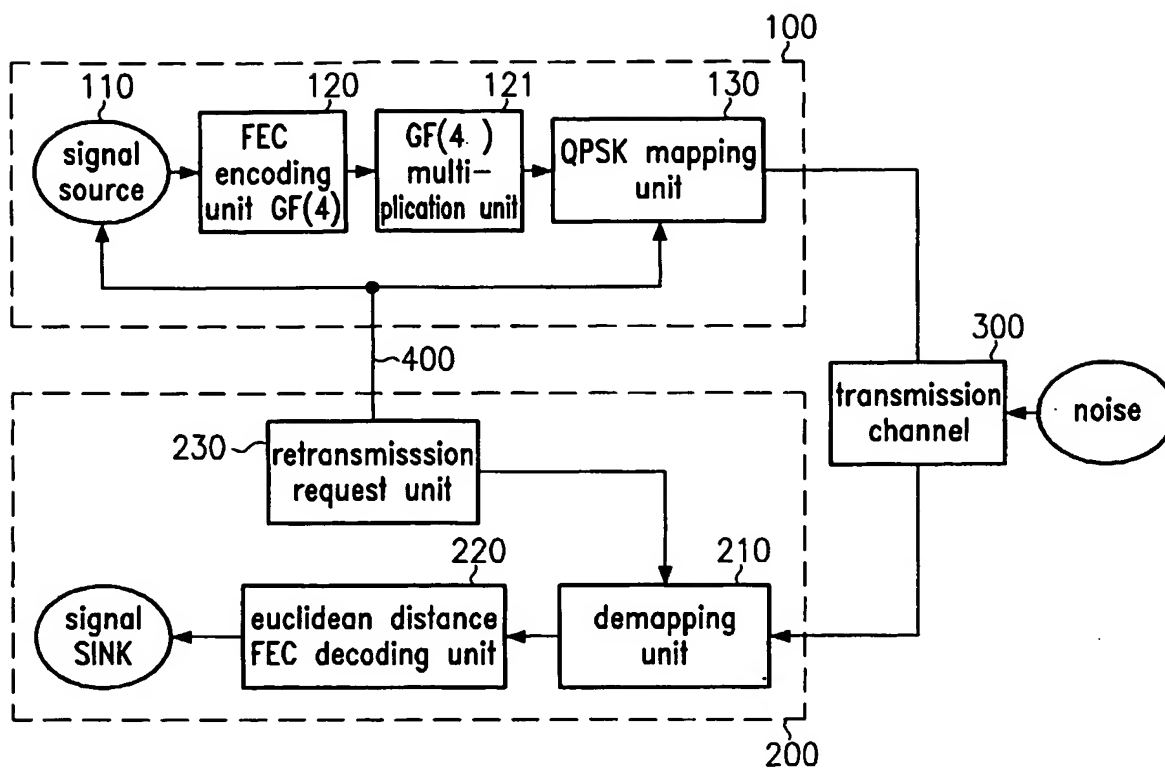 100
110
120
121
130
signal
source
FEC
encoding
unit GF(4)
GF(4 )
multi-
plication unit
QPSK mapping
unit
400
300
transmission
channel
noise
230
retransmisssion
request unit
220
210
signal
SINK
euclidean distance
FEC decoding unit
demapping
unit
200